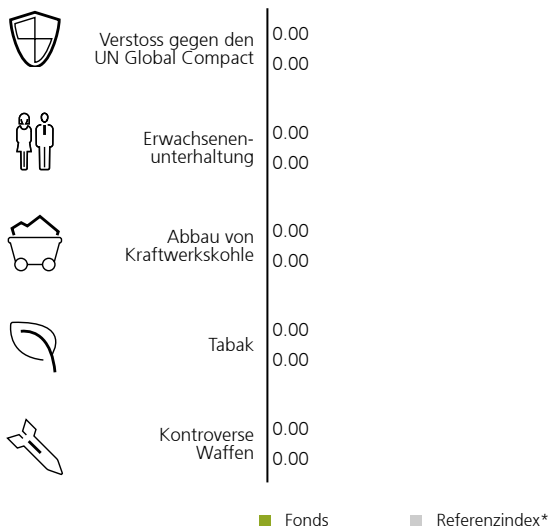 Verstoss gegen den
UN Global Compact
0.00
0.00
Erwachsenen-
unterhaltung
0.00
0.00
Abbau von
Kraftwerkskohle
0.00
0.00
Tabak
0.00
0.00
Kontroverse
Waffen
0.00
0.00
Fonds
Referenzindex*